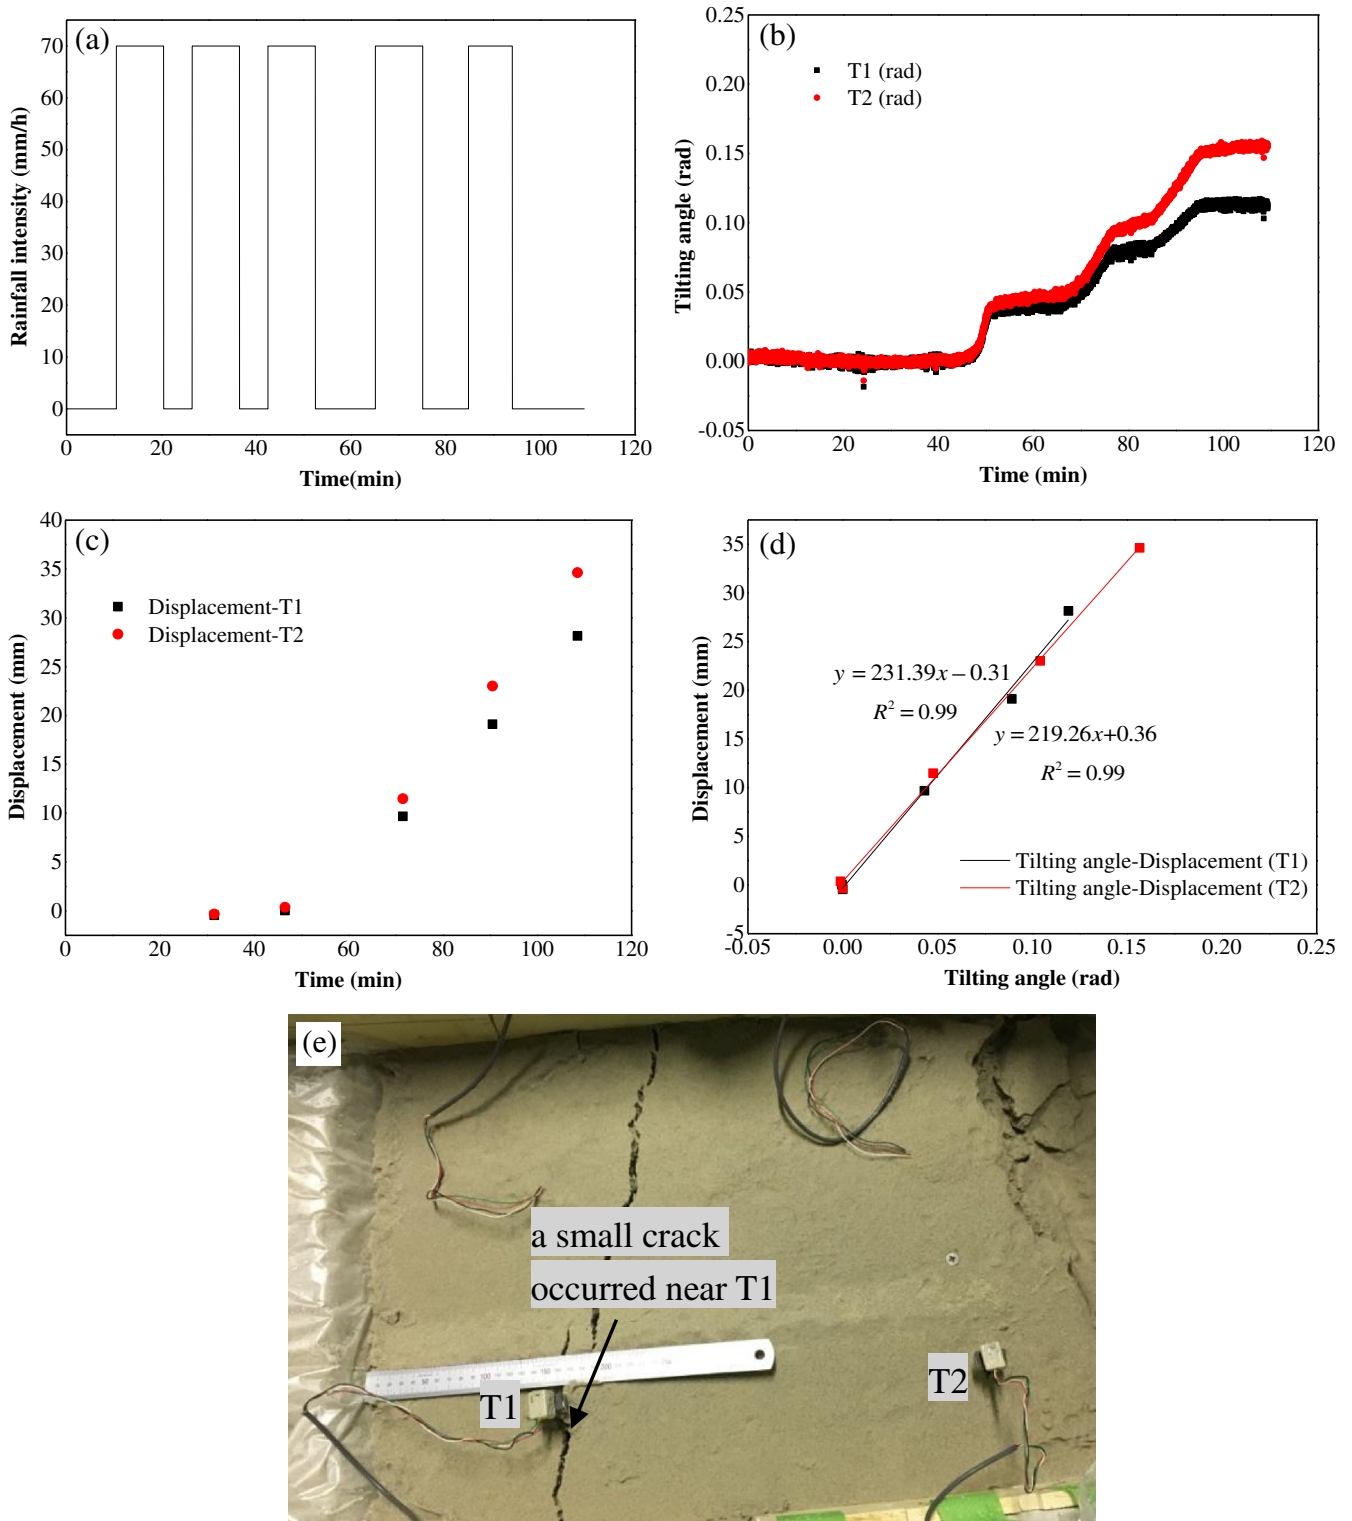 (a)
70
60
50
40
30
20
10
0
Rainfall intensity (mm/h)
0 20 40 60 80 100 120
Time(min)
(b)
T1 (rad)
T2 (rad)
0.25
0.20
0.15
0.10
0.05
0.00
-0.05
Tilting angle (rad)
0 20 40 60 80 100 120
Time (min)
(c)
Displacement-T1
Displacement-T2
40
35
30
25
20
15
10
5
0
Displacement (mm)
0 20 40 60 80 100 120
Time (min)
(d)
35
30
25
20
15
10
5
0
-5
Displacement (mm)
y = 231.39x – 0.31
R² = 0.99
y = 219.26x+0.36
R² = 0.99
Tilting angle-Displacement (T1)
Tilting angle-Displacement (T2)
-0.05 0.00 0.05 0.10 0.15 0.20 0.25
Tilting angle (rad)
(e)
a small crack
occurred near T1
T1
T2